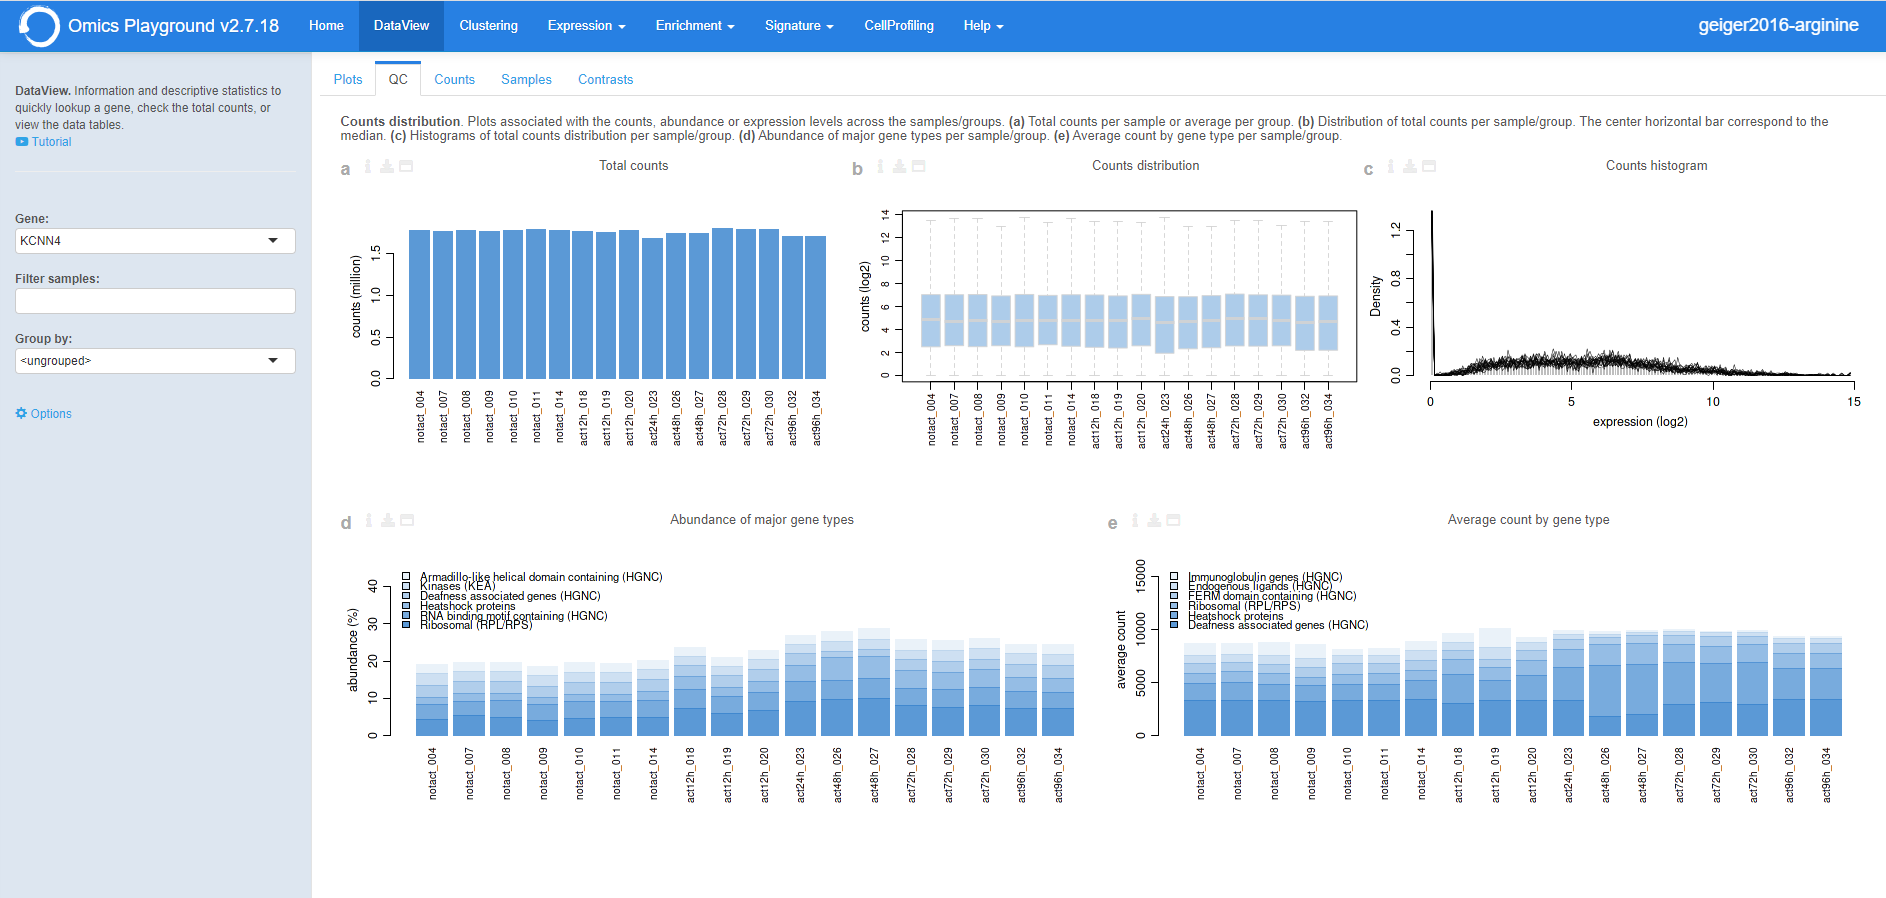 Omics Playground v2.7.18
Home
DataView
Clustering
Expression
Enrichment
Signature
CellProfiling
Help
geiger2016-arginine
DataView. Information and descriptive statistics to
quickly lookup a gene, check the total counts, or
view the data tables.
Tutorial
Gene:
KCNN4
Filter samples:
Group by:
<ungrouped>
Options
Plots
QC
Counts
Samples
Contrasts
Counts distribution. Plots associated with the counts, abundance or expression levels across the samples/groups. (a) Total counts per sample or average per group. (b) Distribution of total counts per sample/group. The center horizontal bar correspond to the
median. (c) Histograms of total counts distribution per sample/group. (d) Abundance of major gene types per sample/group. (e) Average count by gene type per sample/group.
a
i
Total counts
counts (million)
1.5
1.0
0.5
0.0
notact_004
notact_007
notact_008
notact_009
notact_010
notact_011
notact_014
act12h_018
act12h_019
act12h_020
act24h_023
act48h_026
act48h_027
act72h_028
act72h_029
act72h_030
act96h_032
act96h_034
b
i
Counts distribution
counts (log2)
14
12
10
8
6
4
2
0
notact_004
notact_007
notact_008
notact_009
notact_010
notact_011
notact_014
act12h_018
act12h_019
act12h_020
act24h_023
act48h_026
act48h_027
act72h_028
act72h_029
act72h_030
act96h_032
act96h_034
c
i
Counts histogram
Density
1.2
0.8
0.4
0.0
0
5
10
15
expression (log2)
d
i
Abundance of major gene types
Armadillo-like helical domain containing (HGNC)
Kinases (KEA)
Deafness associated genes (HGNC)
Heatshock proteins
RNA binding motif containing (HGNC)
Ribosomal (RPL/RPS)
abundance (%)
40
30
20
10
0
notact_004
notact_007
notact_008
notact_009
notact_010
notact_011
notact_014
act12h_018
act12h_019
act12h_020
act24h_023
act48h_026
act48h_027
act72h_028
act72h_029
act72h_030
act96h_032
act96h_034
e
i
Average count by gene type
Immunoglobulin genes (HGNC)
Endogenous ligands (HGNC)
FERM domain containing (HGNC)
Ribosomal (RPL/RPS)
Heatshock proteins
Deafness associated genes (HGNC)
average count
15000
10000
5000
0
notact_004
notact_007
notact_008
notact_009
notact_010
notact_011
notact_014
act12h_018
act12h_019
act12h_020
act24h_023
act48h_026
act48h_027
act72h_028
act72h_029
act72h_030
act96h_032
act96h_034